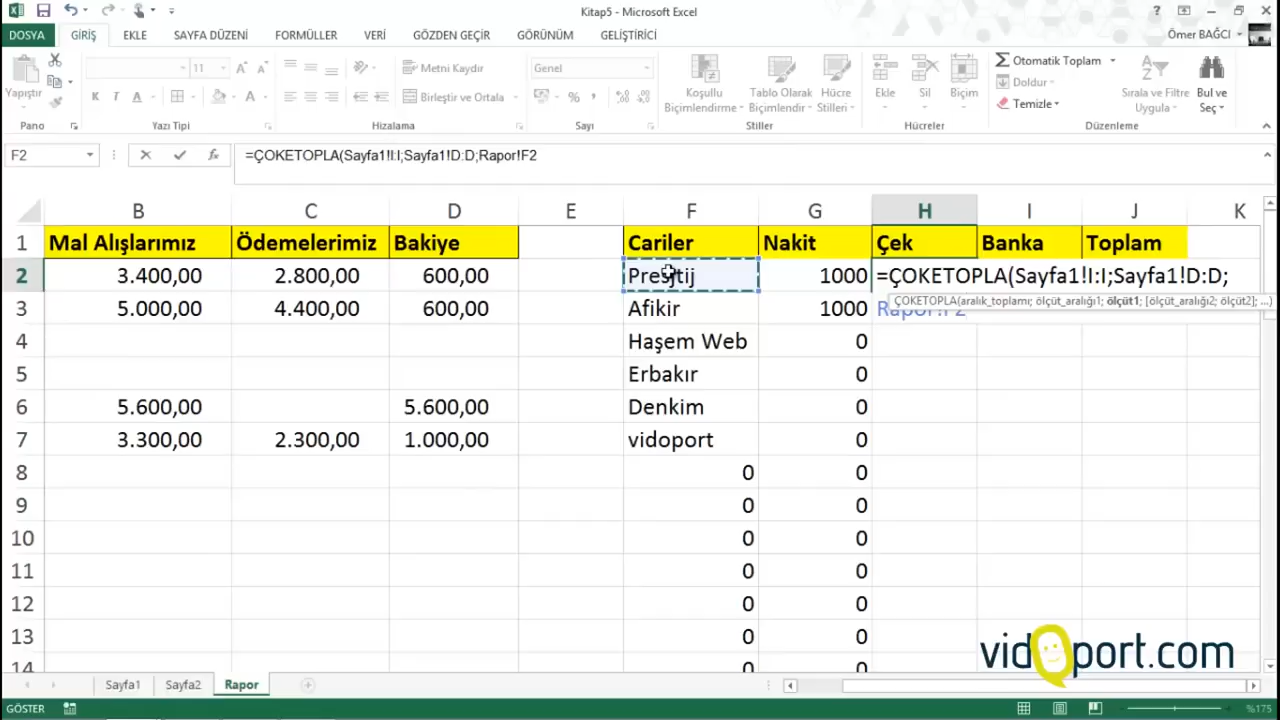 Kitap5 - Microsoft Excel
DOSYA GİRİŞ EKLE SAYFA DÜZENİ FORMÜLLER VERİ GÖZDEN GEÇİR GÖRÜNÜM GELİŞTİRİCİ Ömer BAĞCI
Yapıştır
11
K T A
Metni Kaydır
Birleştir ve Ortala
Genel
Koşullu Biçimlendirme
Tablo Olarak Biçimlendir
Hücre Stilleri
Ekle
Sil
Biçim
Otomatik Toplam
Doldur
Temizle
Sırala ve Filtre Uygula
Bul ve Seç
Pano Yazı Tipi Hizalama Sayı Stiller Hücreler Düzenleme
F2 =ÇOKETOPLA(Sayfa1!I:I;Sayfa1!D:D;Rapor!F2
B C D E F G H I J K
1 Mal Alışlarımız Ödemelerimiz Bakiye Cariler Nakit Çek Banka Toplam
2 3.400,00 2.800,00 600,00 Prestij 1000 =ÇOKETOPLA(Sayfa1!I:I;Sayfa1!D:D;
ÇOKETOPLA(aralık_toplamı; ölçüt_aralığı1; ölçüt1; [ölçüt_aralığı2; ölçüt2]; ...)
3 5.000,00 4.400,00 600,00 Afikir 1000 Rapor!F2
4 Haşem Web 0
5 Erbakır 0
6 5.600,00 5.600,00 Denkim 0
7 3.300,00 2.300,00 1.000,00 vidoport 0
8 0 0
9 0 0
10 0 0
11 0 0
12 0 0
13 0 0
14 0 0
vidoport.com
Sayfa1 Sayfa2 Rapor
GÖSTER %175